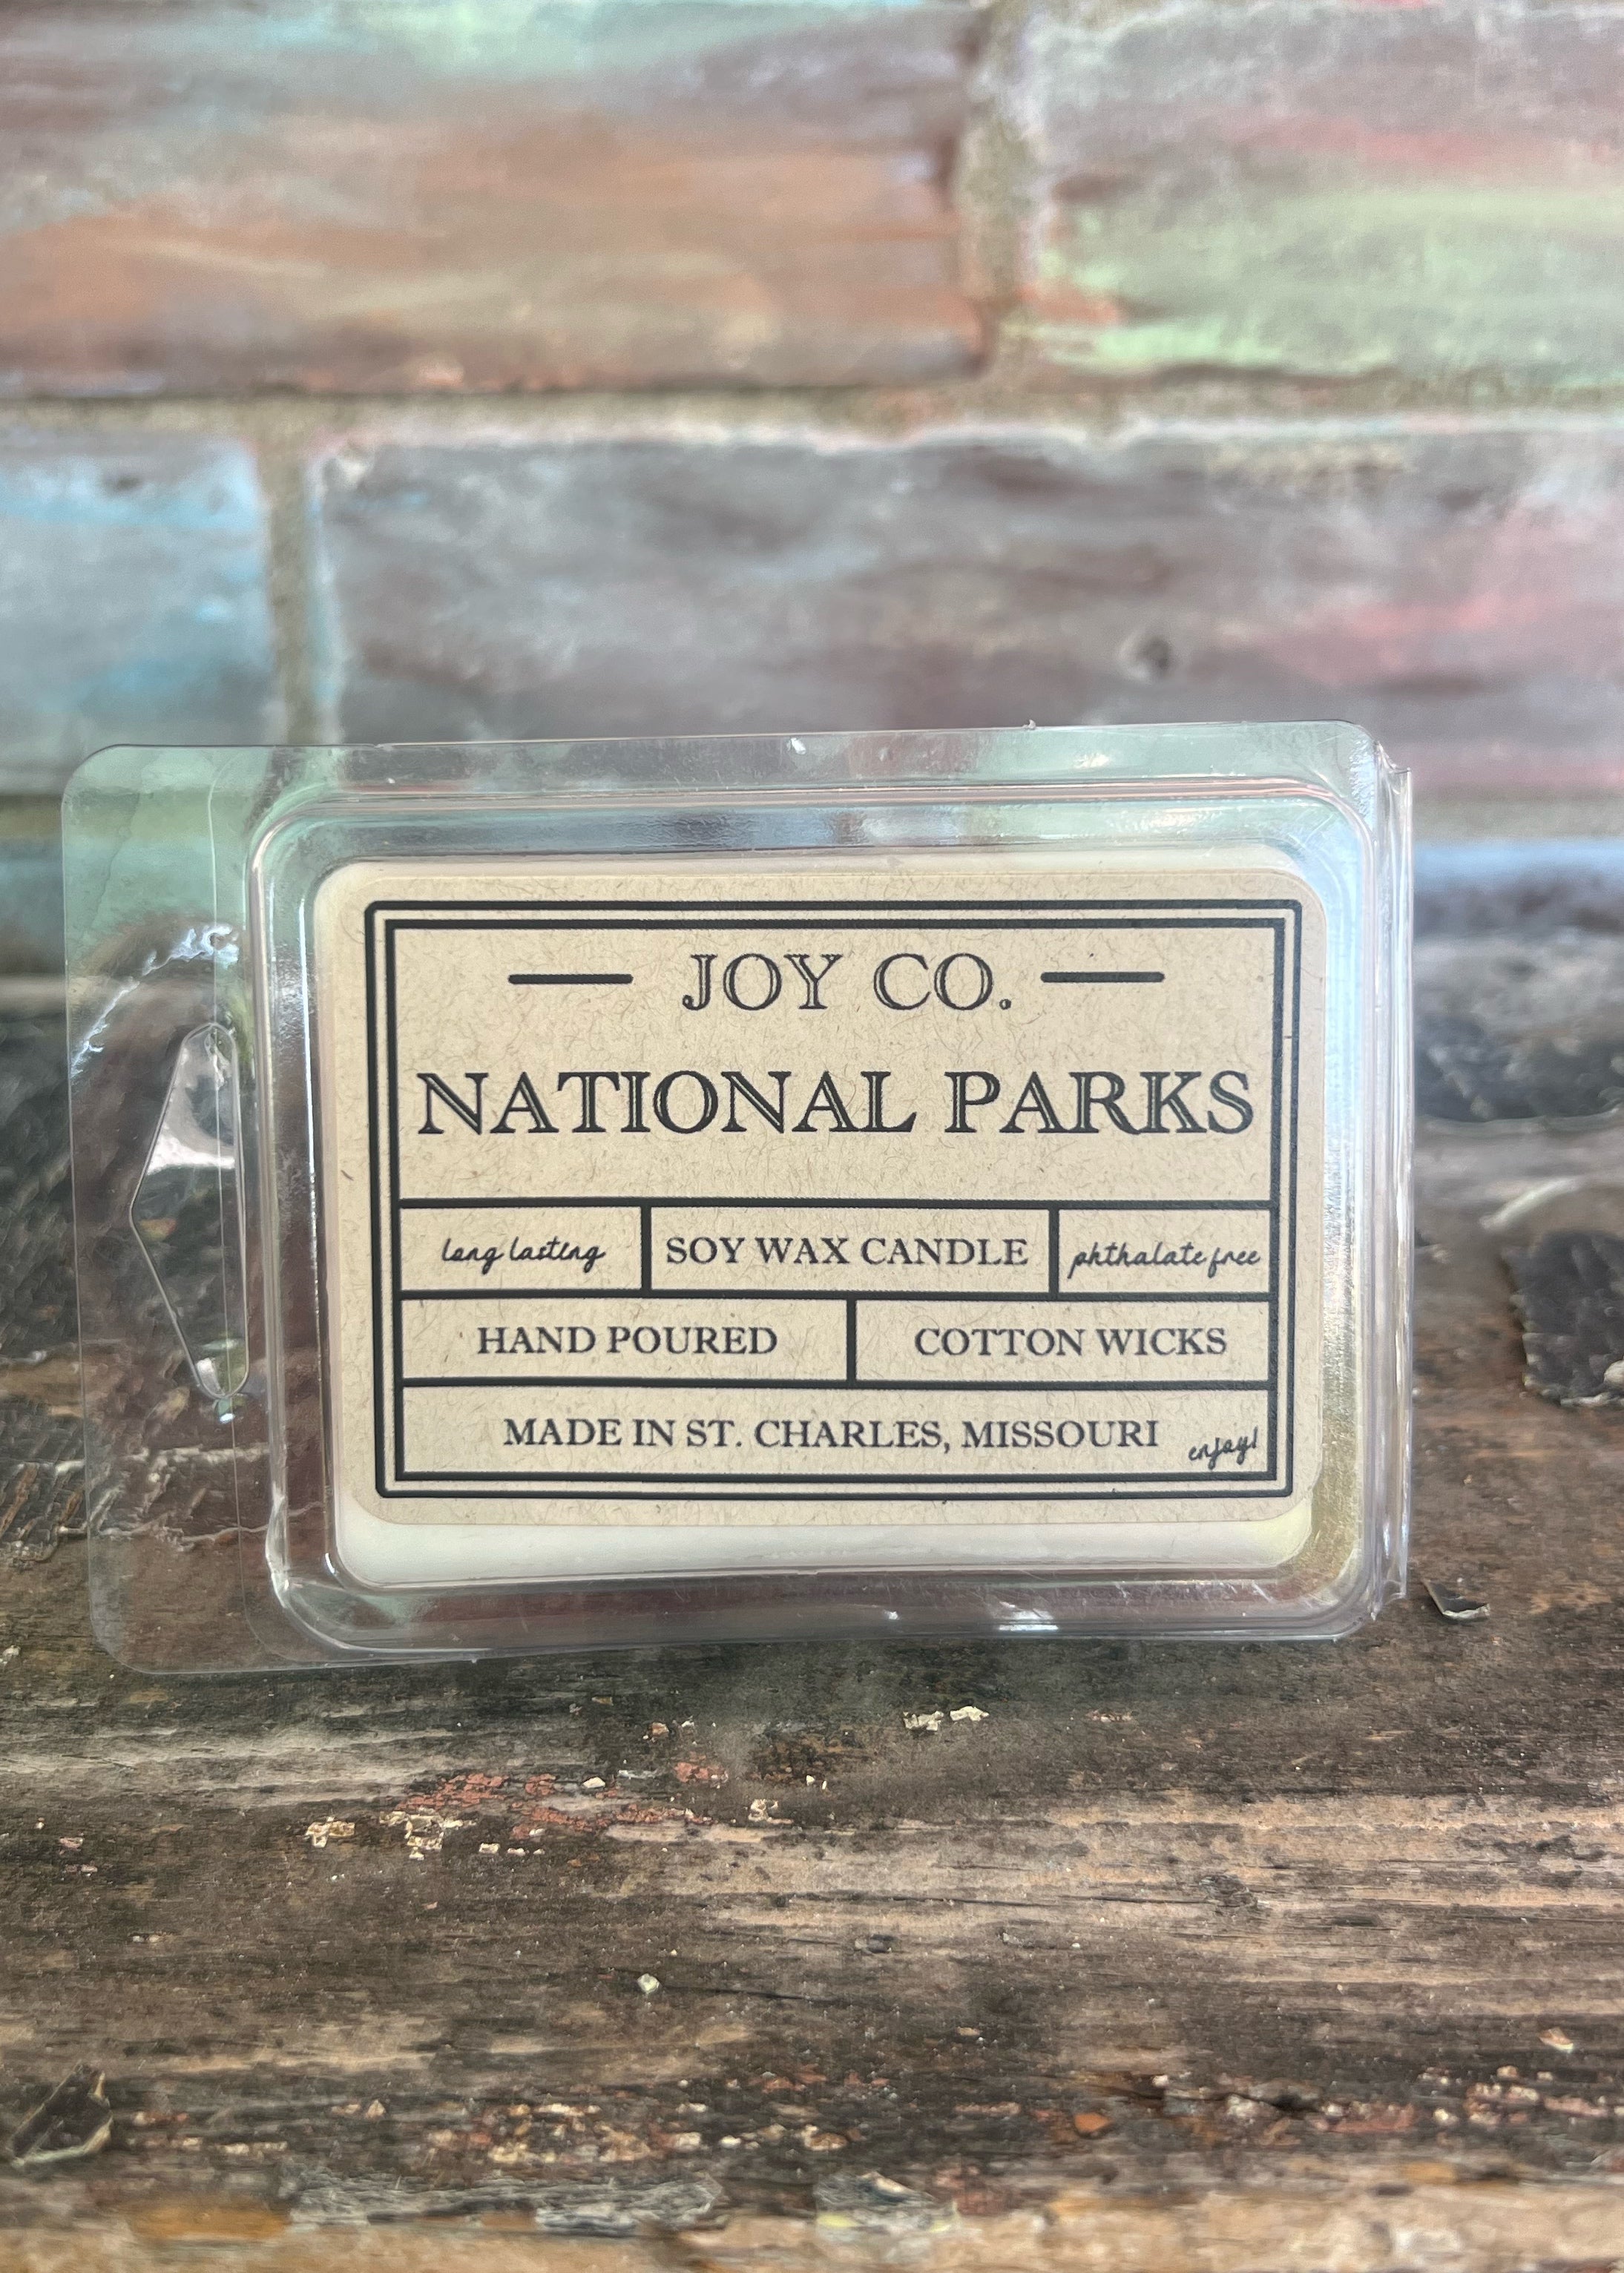 JOY CO.
NATIONAL PARKS
long lasting SOY WAX CANDLE phthalate free
HAND POURED COTTON WICKS
MADE IN ST. CHARLES, MISSOURI enjoy!